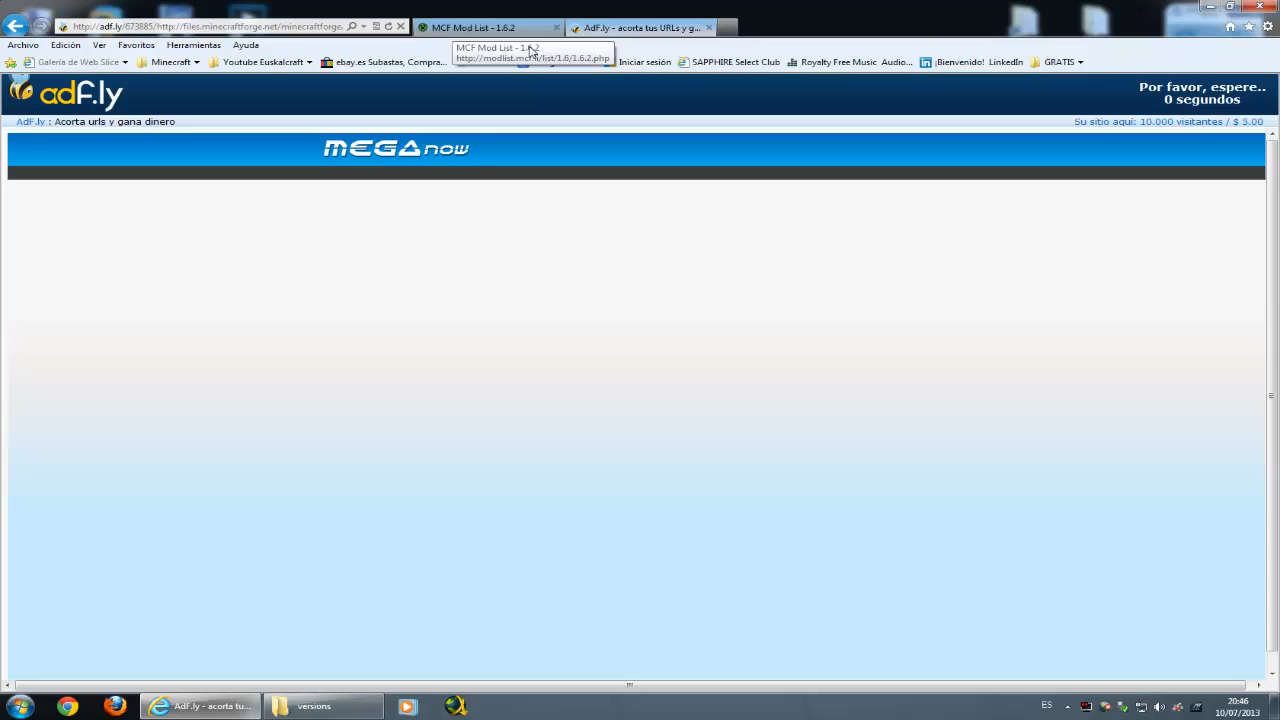 http://adf.ly/673885/http://files.minecraftforge.net/minecraftforge
MCF Mod List - 1.6.2
AdF.ly - acorta tus URLs y g...
Archivo Edición Ver Favoritos Herramientas Ayuda
MCF Mod List - 1.6.2
http://modlist.mcf.li/list/1.6/1.6.2.php
Galería de Web Slice Minecraft Youtube Euskalcraft ebay.es Subastas, Compra... Iniciar sesión SAPPHIRE Select Club Royalty Free Music Audio... ¡Bienvenido! LinkedIn GRATIS
adf.ly
Por favor, espere..
0 segundos
AdF.ly : Acorta urls y gana dinero
Su sitio aquí: 10.000 visitantes / $ 5.00
MEGA now
AdF.ly - acorta tu...
versions
ES
20:46
10/07/2013